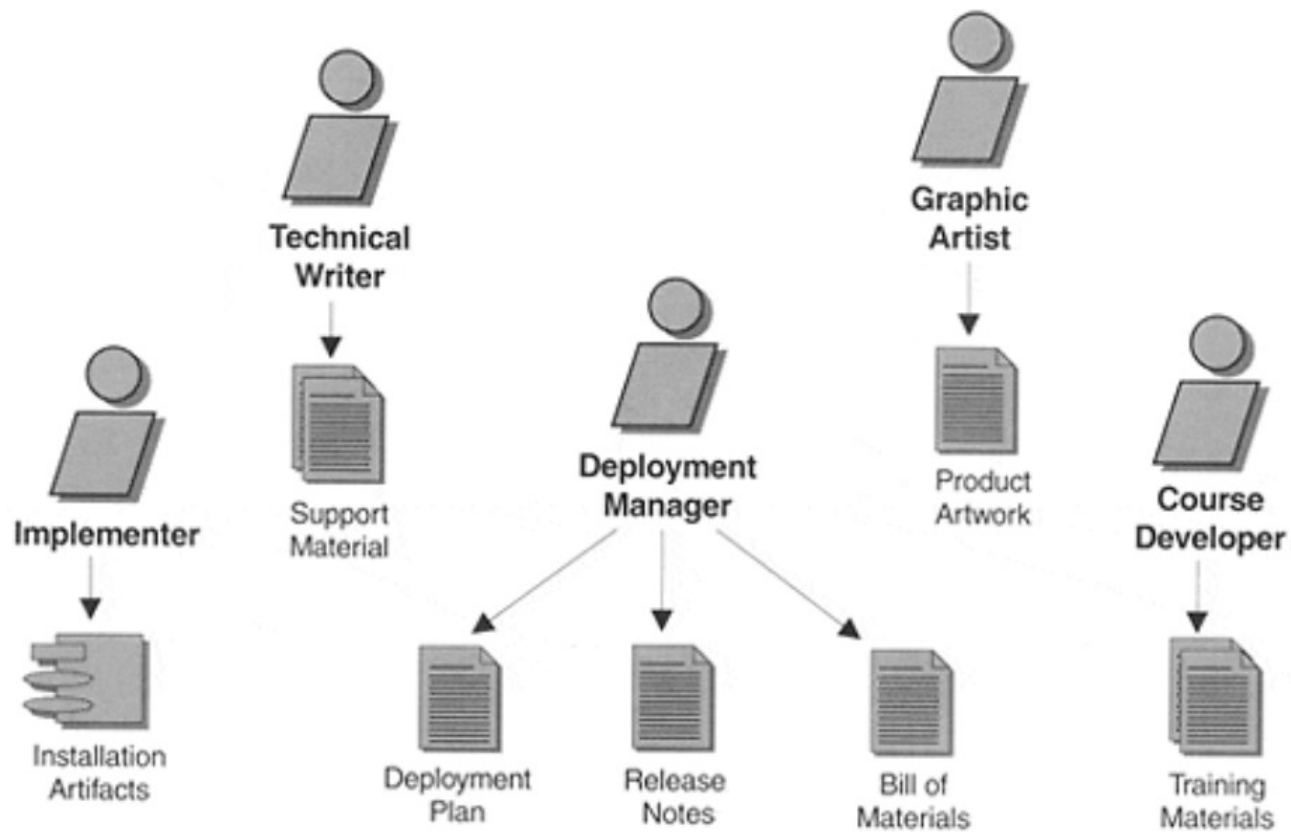 Technical
Writer
Graphic
Artist
Implementer
Support
Material
Deployment
Manager
Product
Artwork
Course
Developer
Installation
Artifacts
Deployment
Plan
Release
Notes
Bill of
Materials
Training
Materials